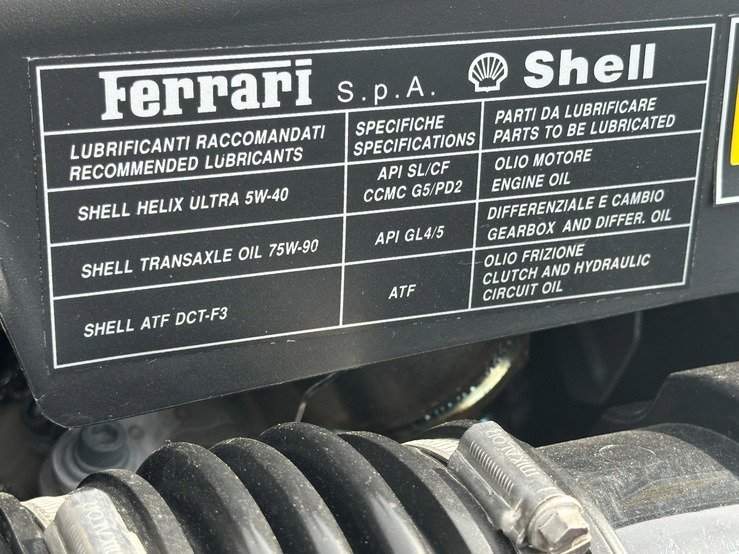 Ferrari S.p.A. Shell
LUBRIFICANTI RACCOMANDATI
RECOMMENDED LUBRICANTS
SPECIFICHE
SPECIFICATIONS
PARTI DA LUBRIFICARE
PARTS TO BE LUBRICATED
SHELL HELIX ULTRA 5W-40
API SL/CF
CCMC G5/PD2
OLIO MOTORE
ENGINE OIL
SHELL TRANSAXLE OIL 75W-90
API GL4/5
DIFFERENZIALE E CAMBIO
GEARBOX AND DIFFER. OIL
SHELL ATF DCT-F3
ATF
OLIO FRIZIONE
CLUTCH AND HYDRAULIC
CIRCUIT OIL